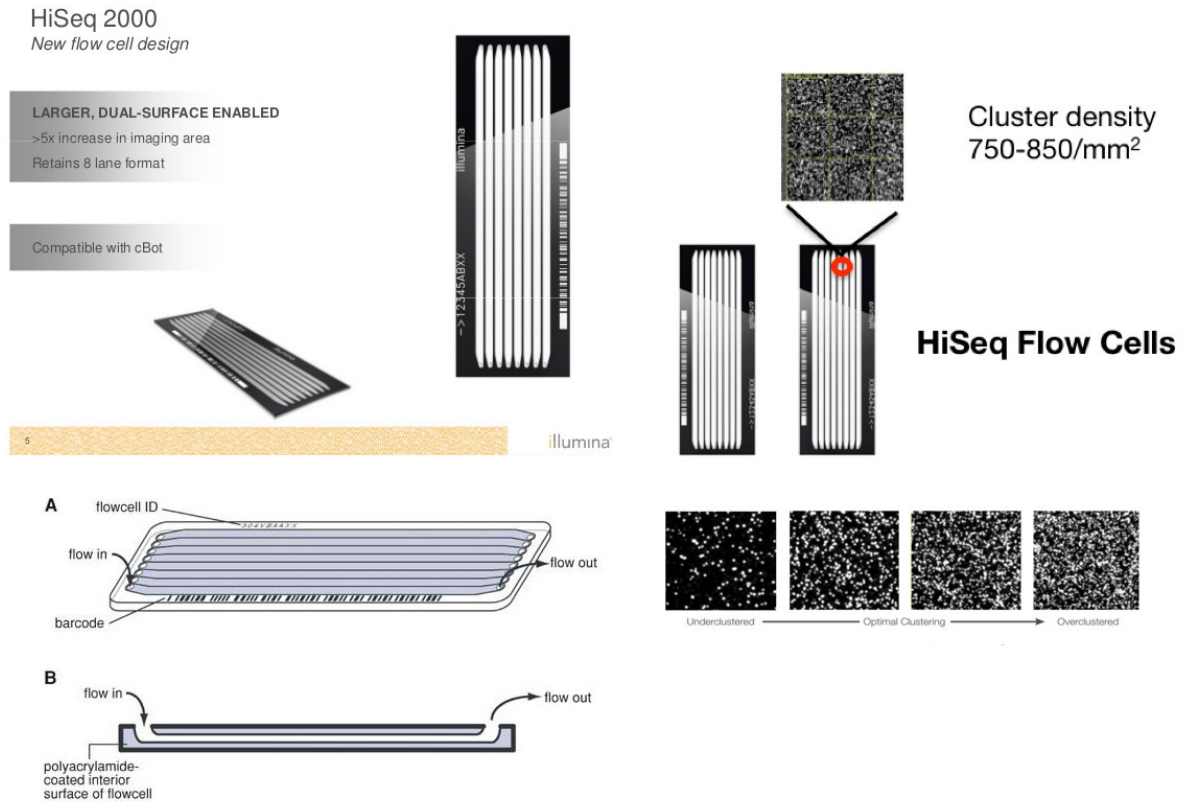 HiSeq 2000
New flow cell design
LARGER, DUAL-SURFACE ENABLED
>5x increase in imaging area
Retains 8 lane format
Compatible with cBot
illumina
-->12345ABXX
5
illumina
Cluster density
750-850/mm²
HiSeq Flow Cells
A
flowcell ID
flow in
flow out
barcode
B
flow in
flow out
polyacrylamide-
coated interior
surface of flowcell
Underclustered
Optimal Clustering
Overclustered